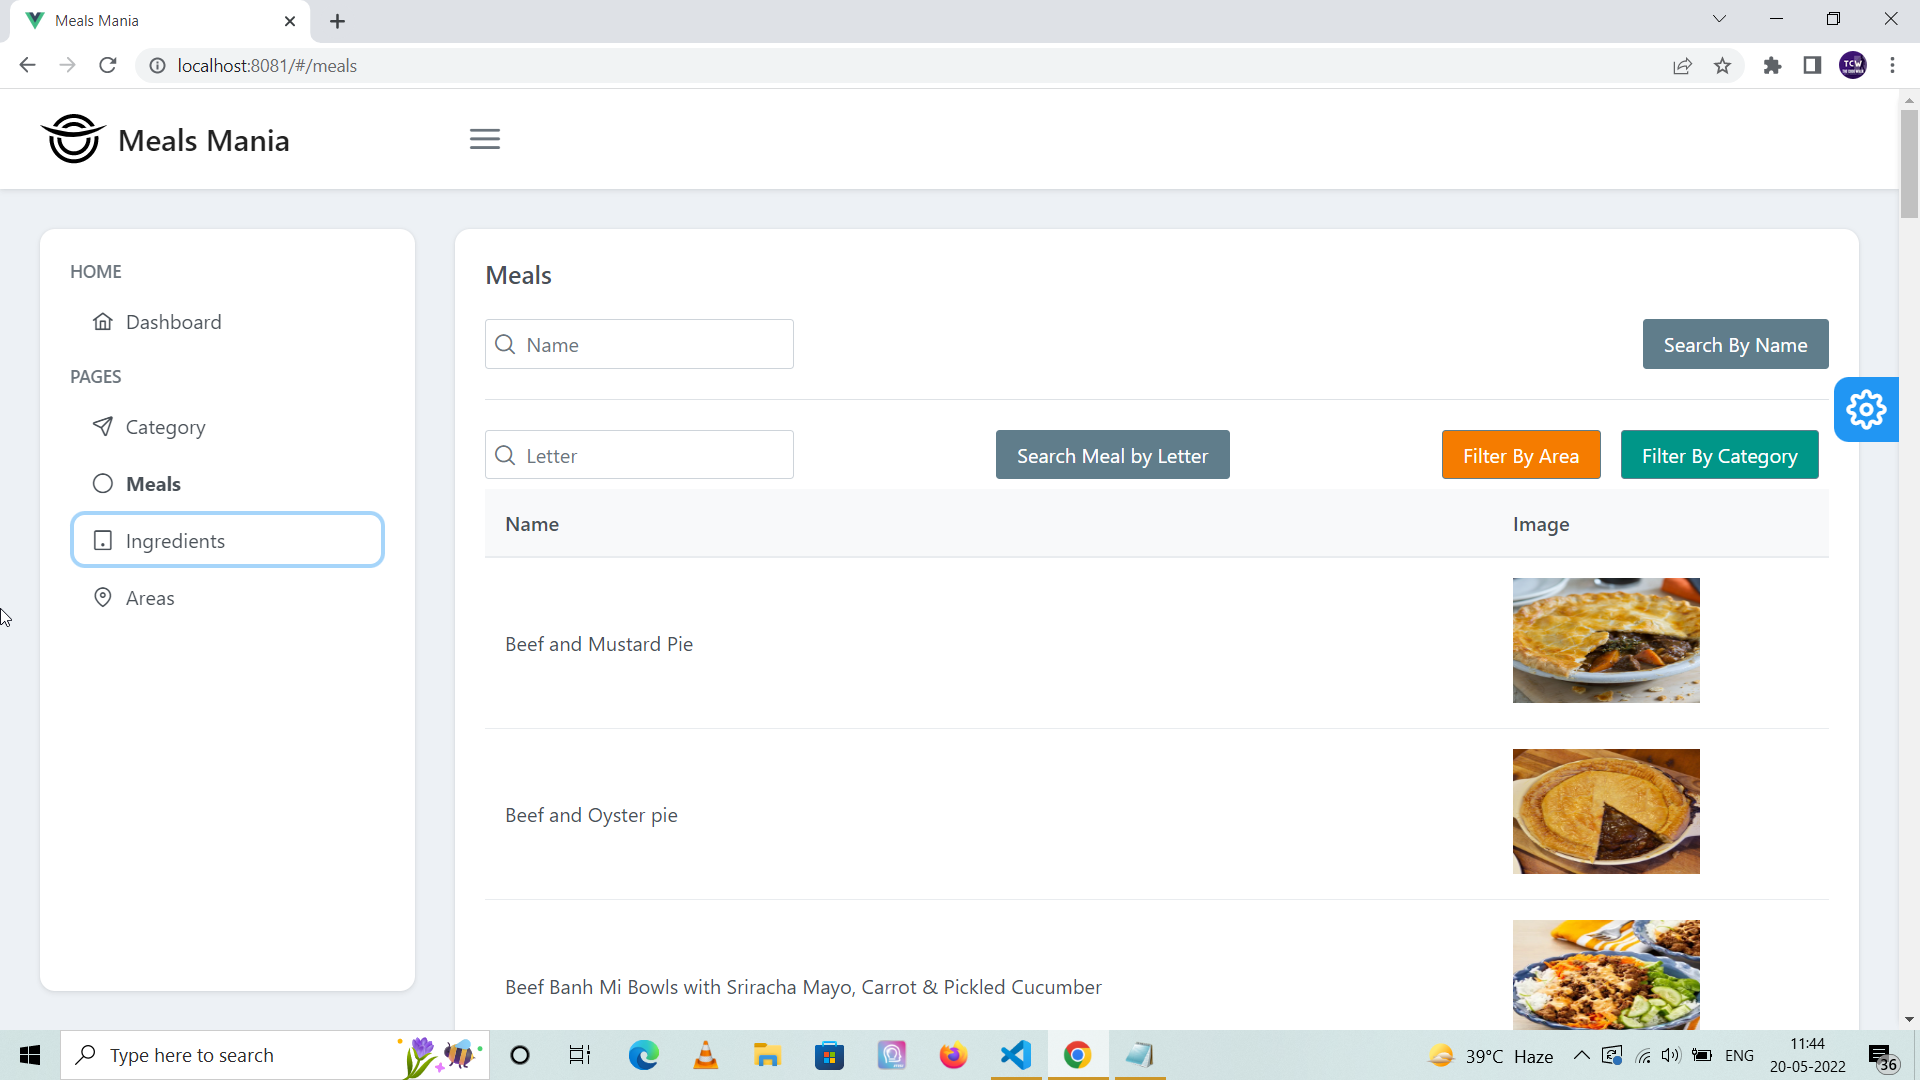 Meals Mania
localhost:8081/#/meals
TCW
Meals Mania
HOME
Dashboard
PAGES
Category
Meals
Ingredients
Areas
Meals
Name
Search By Name
Letter
Search Meal by Letter
Filter By Area
Filter By Category
Name
Image
Beef and Mustard Pie
Beef and Oyster pie
Beef Banh Mi Bowls with Sriracha Mayo, Carrot & Pickled Cucumber
Type here to search
39°C Haze
ENG
11:44
20-05-2022
36